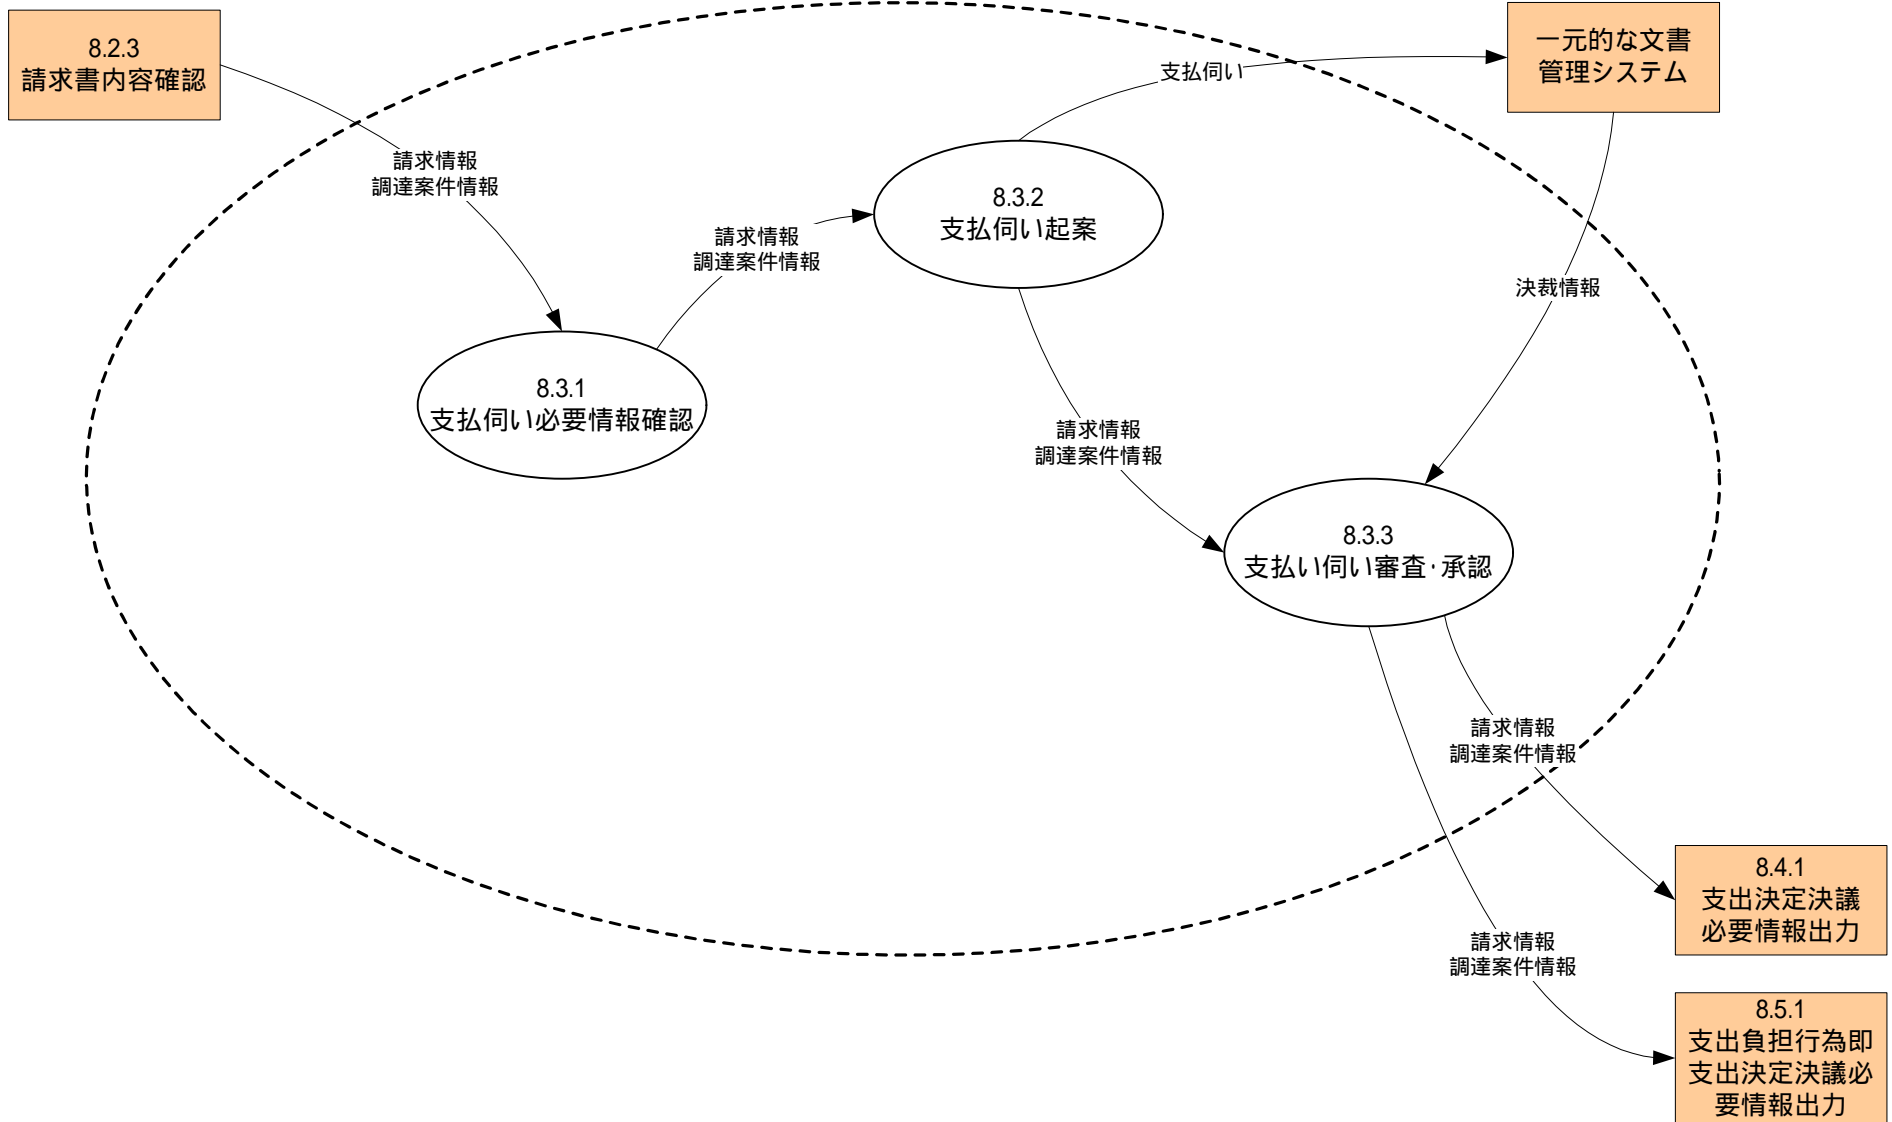 8.2.3
請求書内容確認
一元的な文書
管理システム
支払伺い
請求情報
調達案件情報
8.3.2
支払伺い起案
請求情報
調達案件情報
決裁情報
8.3.1
支払伺い必要情報確認
請求情報
調達案件情報
8.3.3
支払い伺い審査・承認
請求情報
調達案件情報
8.4.1
支出決定決議
必要情報出力
請求情報
調達案件情報
8.5.1
支出負担行為即
支出決定決議必
要情報出力